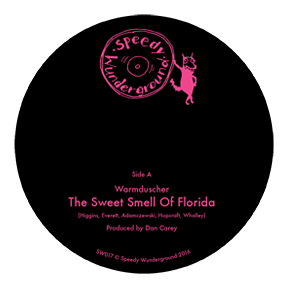 Speedy Wunderground
Side A
Warmduscher
The Sweet Smell Of Florida
(Higgins, Everett, Adamczewski, Hopcroft, Whalley)
Produced by Dan Carey
SW017 © Speedy Wunderground 2016